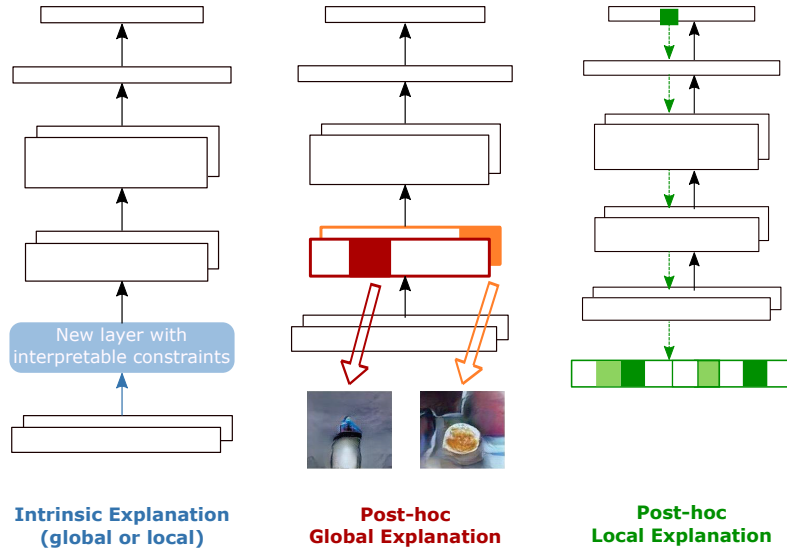 New layer with
interpretable constraints
Intrinsic Explanation
(global or local)
Post-hoc
Global Explanation
Post-hoc
Local Explanation